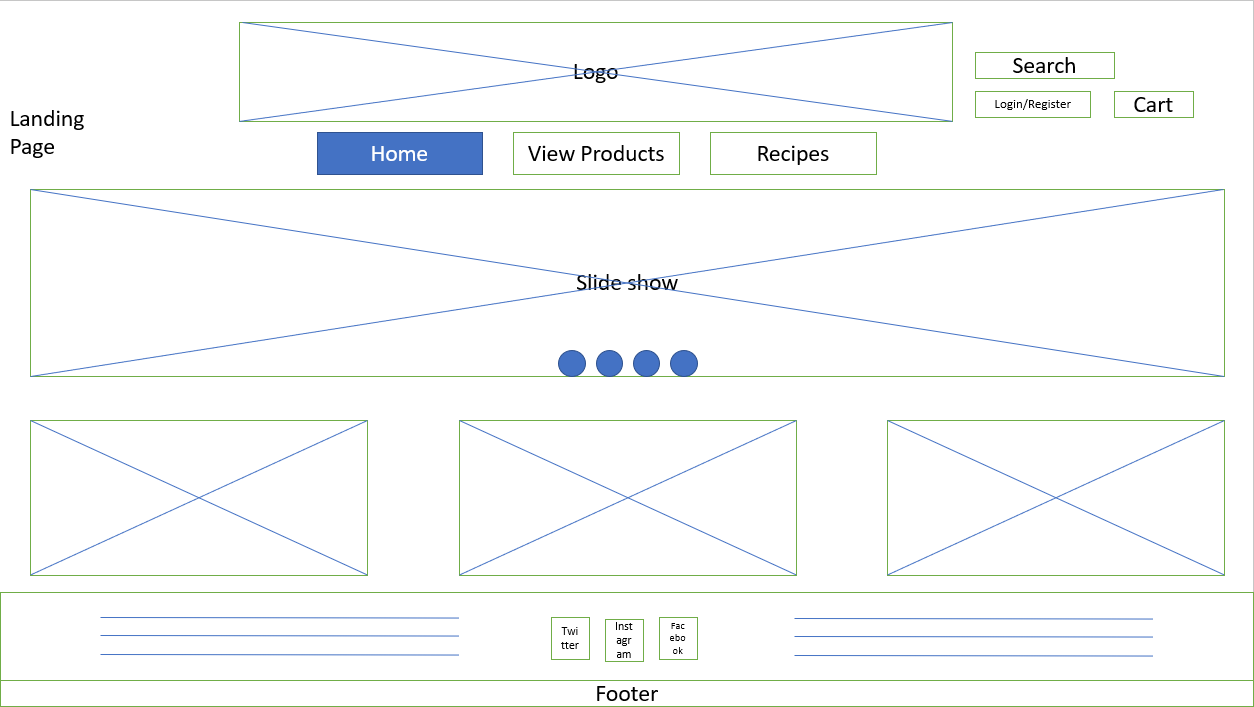 Logo
Search
Login/Register
Cart
Landing
Page
Home
View Products
Recipes
Slide show
Twi
tter
Inst
agr
am
Fac
ebo
ok
Footer